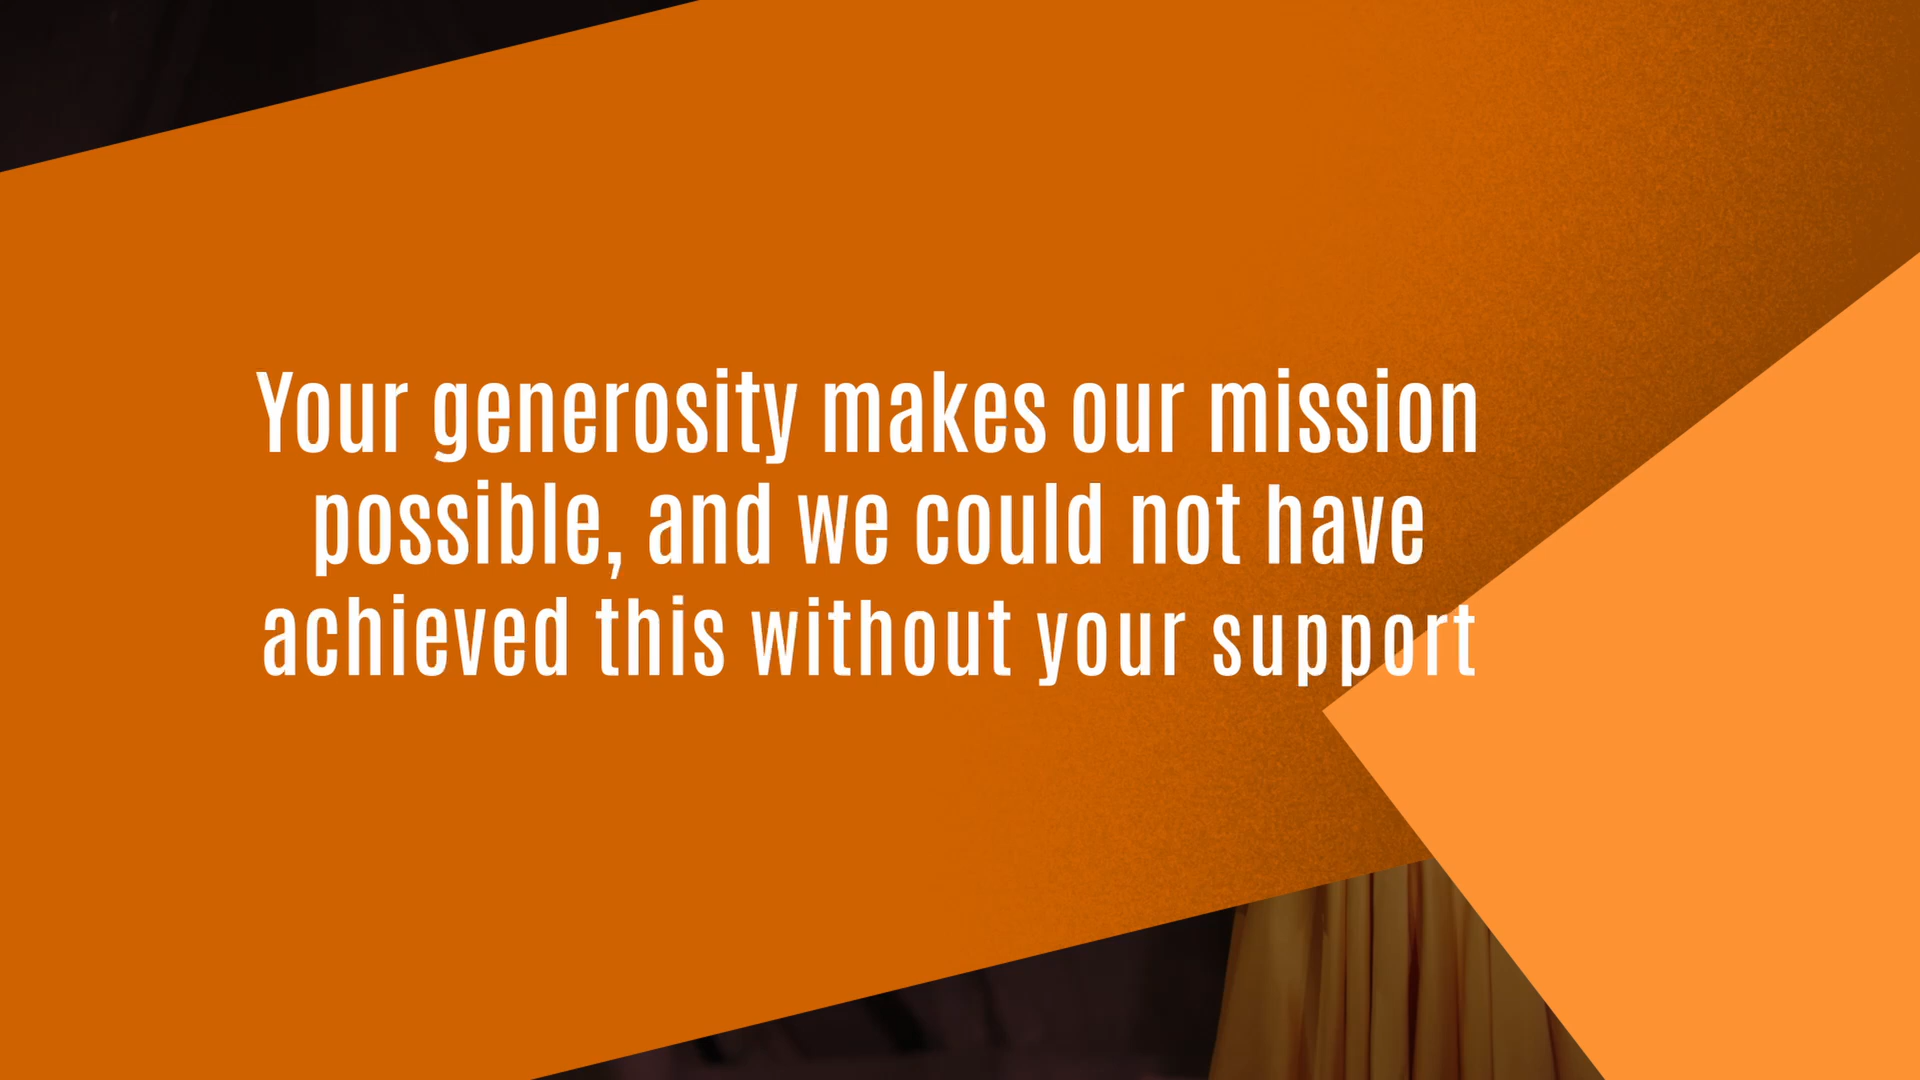 Your generosity makes our mission
possible, and we could not have
achieved this without your support